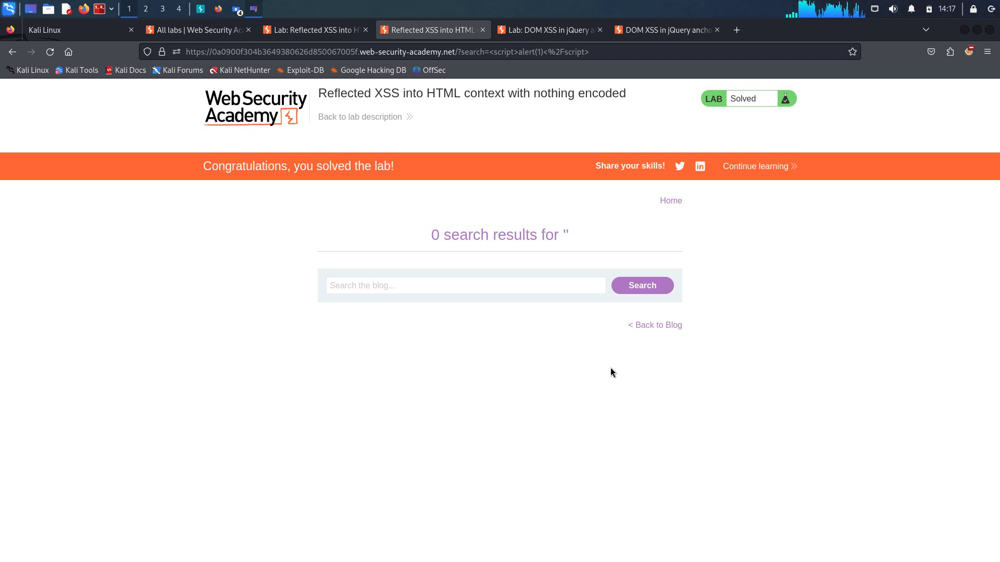 1 2 3 4 4 14:17
Kali Linux All labs | Web Security Ac Lab: Reflected XSS into H Reflected XSS into HTML DOM XSS in jQuery a DOM XSS in jQuery ancho
https://0a0900f304b3649380626d850067005f.web-security-academy.net/?search=<script>alert(1)<%2Fscript>
Kali Linux Kali Tools Kali Docs Kali Forums Kali NetHunter Exploit-DB Google Hacking DB OffSec
Web Security
Academy
Reflected XSS into HTML context with nothing encoded
LAB Solved
Back to lab description
Congratulations, you solved the lab!
Share your skills! in Continue learning
Home
0 search results for ''
Search the blog... Search
< Back to Blog